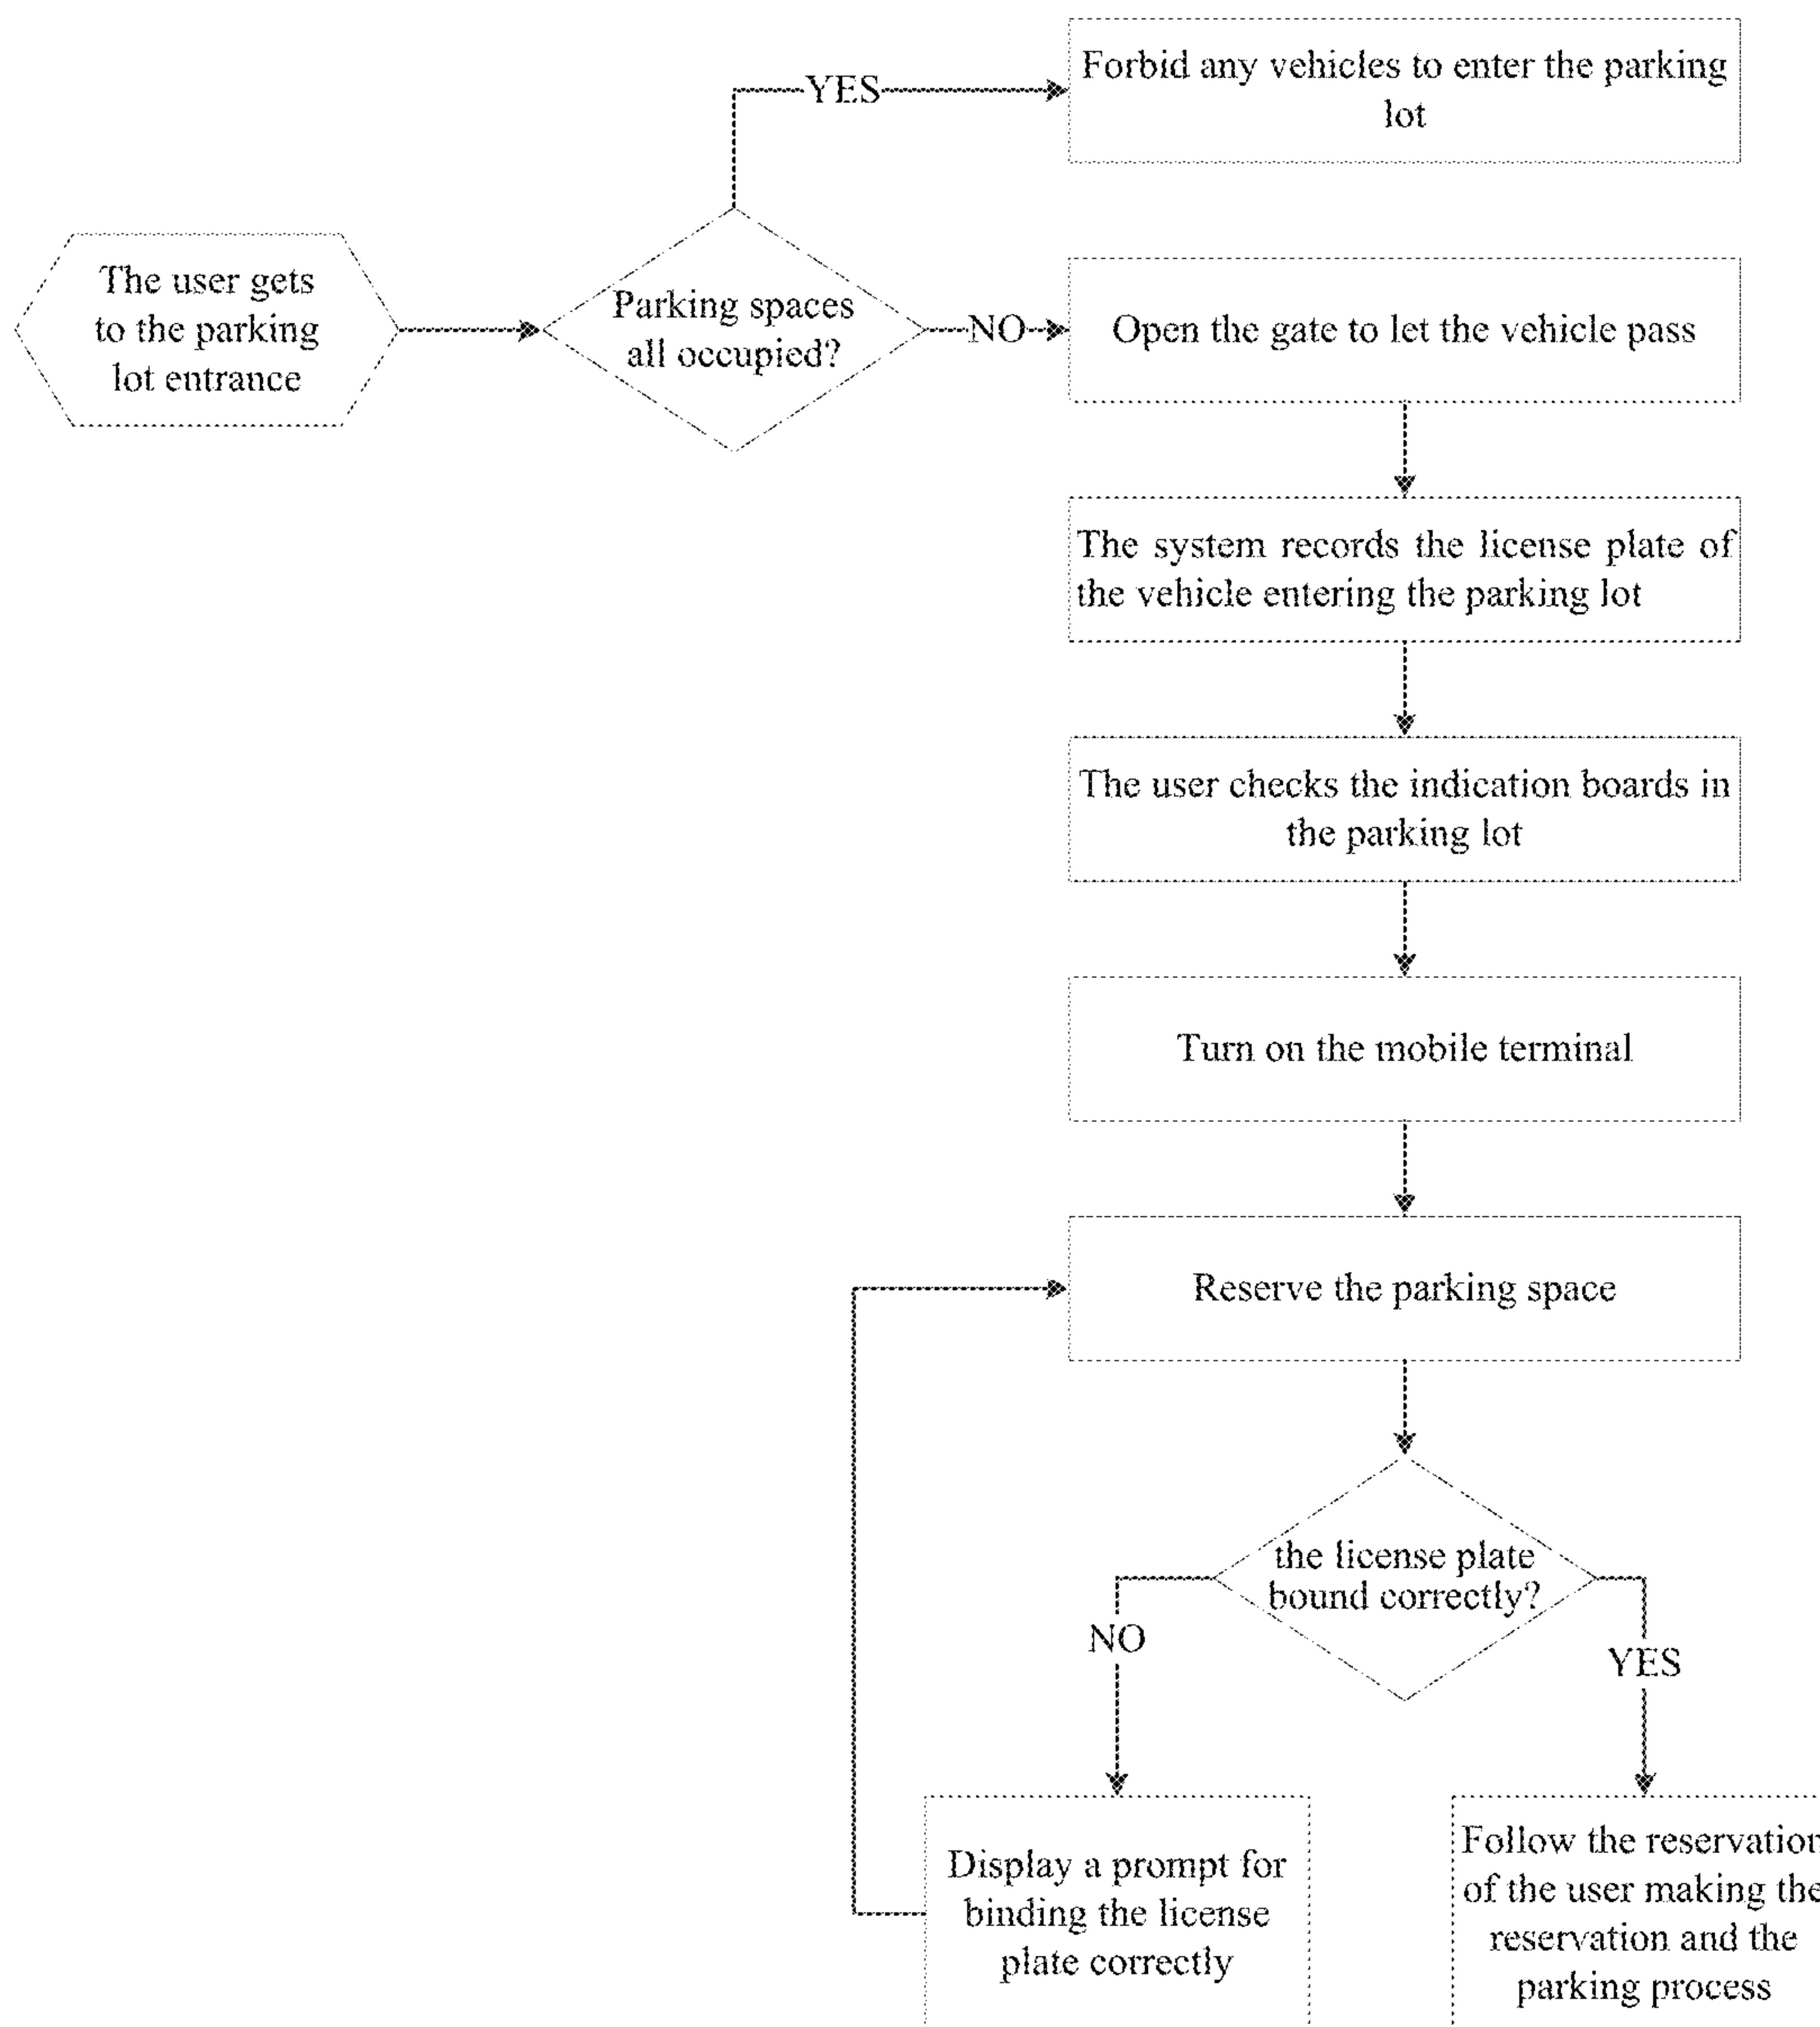 Forbid any vehicles to enter the parking
lot
YES
The user gets
to the parking
lot entrance
Parking spaces
all occupied?
NO
Open the gate to let the vehicle pass
The system records the license plate of
the vehicle entering the parking lot
The user checks the indication boards in
the parking lot
Turn on the mobile terminal
Reserve the parking space
the license plate
bound correctly?
NO
YES
Display a prompt for
binding the license
plate correctly
Follow the reservation
of the user making the
reservation and the
parking process